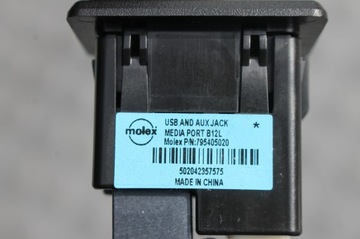 molex
USB AND AUX JACK *
MEDIA PORT B12L
Molex P/N:795405020
502042357575
MADE IN CHINA